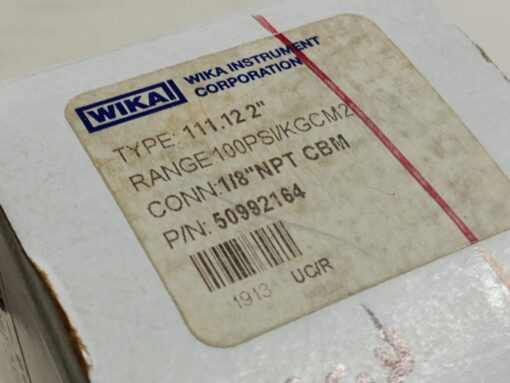 WIKA
WIKA INSTRUMENT
CORPORATION
TYPE: 111.12 2"
RANGE100PSI/KGCM2
CONN:1/8"NPT CBM
P/N: 50992164
1913 UC/R